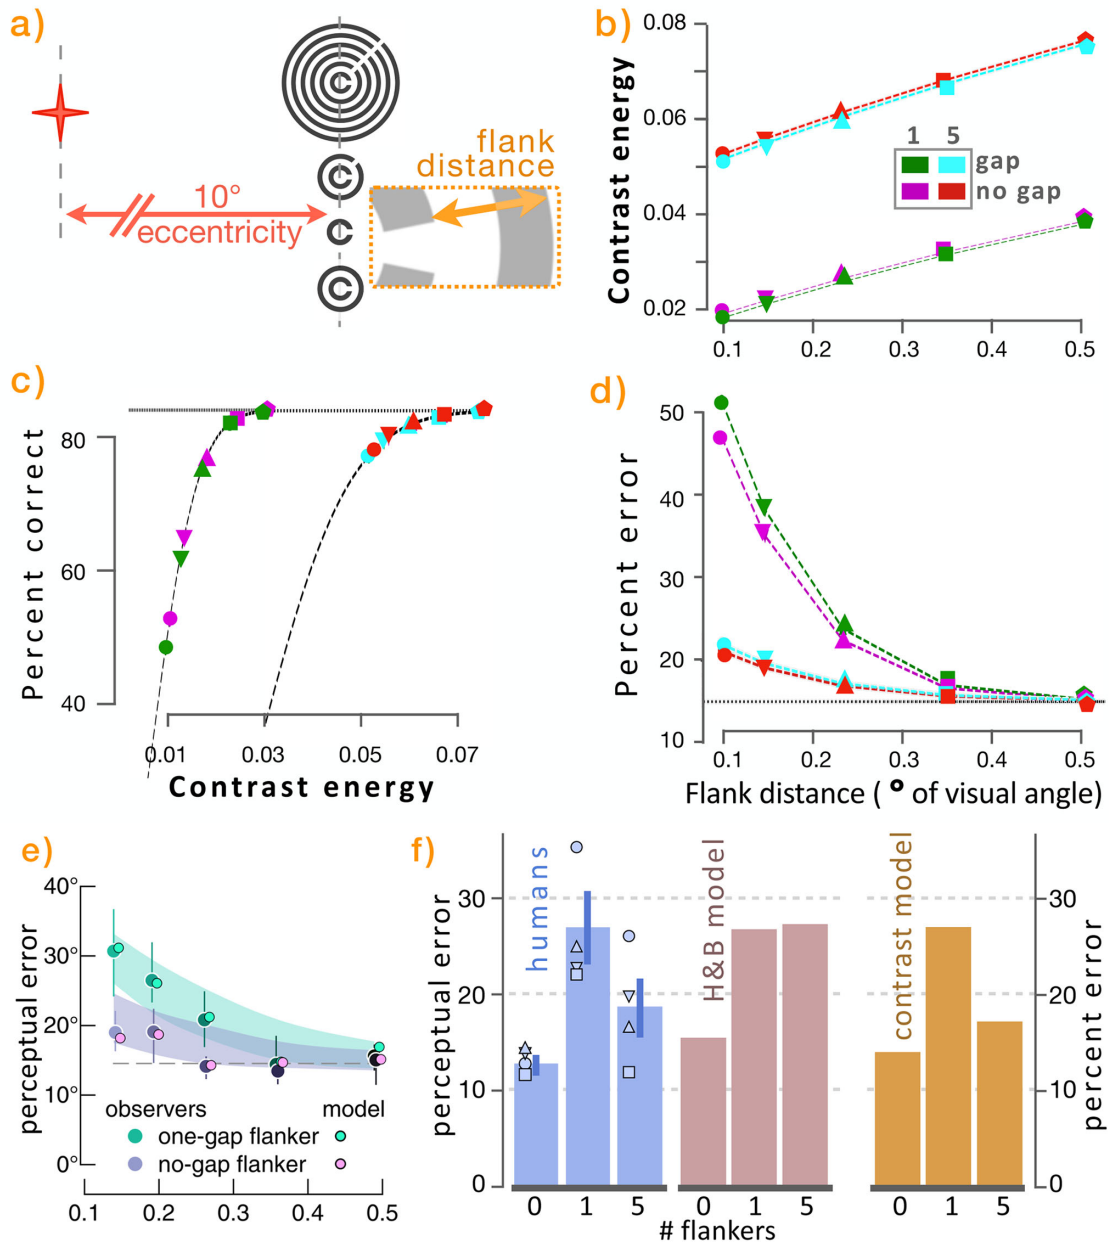 a)
10°
eccentricity
flank
distance
b)
Contrast energy
0.08
0.06
0.04
0.02
1 5
gap
no gap
0.1 0.2 0.3 0.4 0.5
c)
Percent correct
80
60
40
0.01 0.03 0.05 0.07
Contrast energy
d)
Percent error
50
40
30
20
10
0.1 0.2 0.3 0.4 0.5
Flank distance ( ° of visual angle)
e)
perceptual error
40°
30°
20°
10°
0°
observers model
one-gap flanker
no-gap flanker
0.1 0.2 0.3 0.4 0.5
f)
perceptual error
30
20
10
0
humans
H&B model
contrast model
30
20
10
0
percent error
0 1 5 0 1 5 0 1 5
# flankers